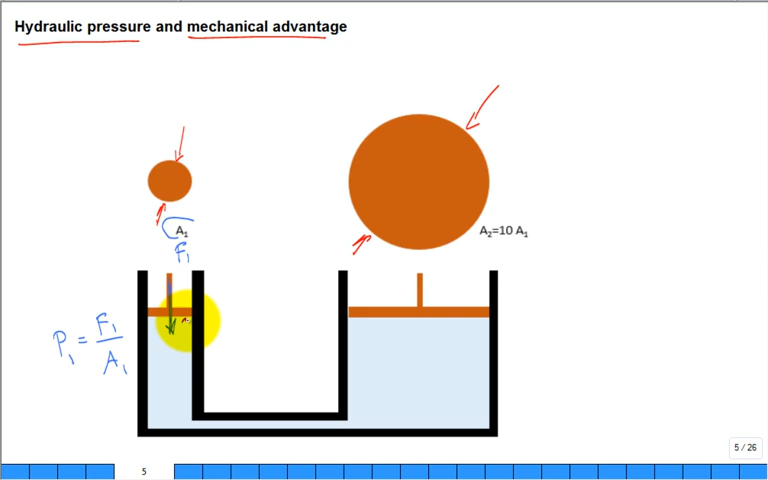 Hydraulic pressure and mechanical advantage
A₁
A₂=10 A₁
F₁
P₁ = F₁ / A₁
5 / 26
5